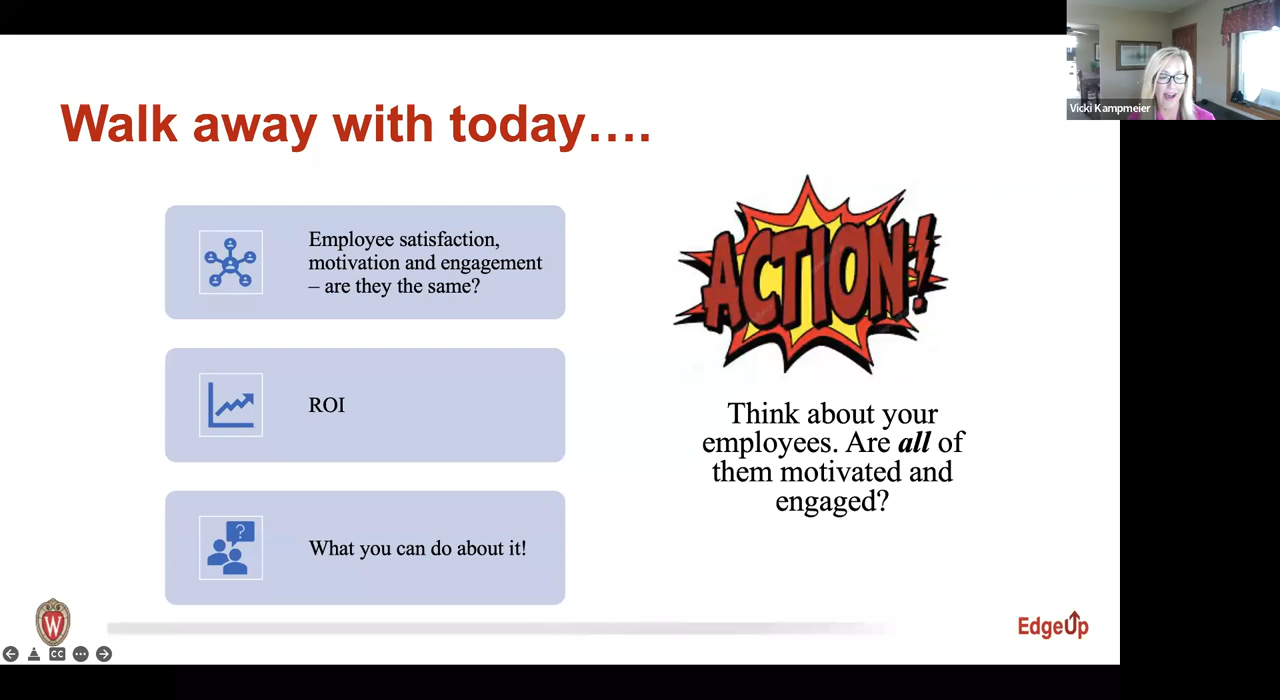 Vicki Kampmeier
Walk away with today….
Employee satisfaction,
motivation and engagement
– are they the same?
ROI
?
What you can do about it!
ACTION!
Think about your
employees. Are all of
them motivated and
engaged?
W
EdgeUp
CC